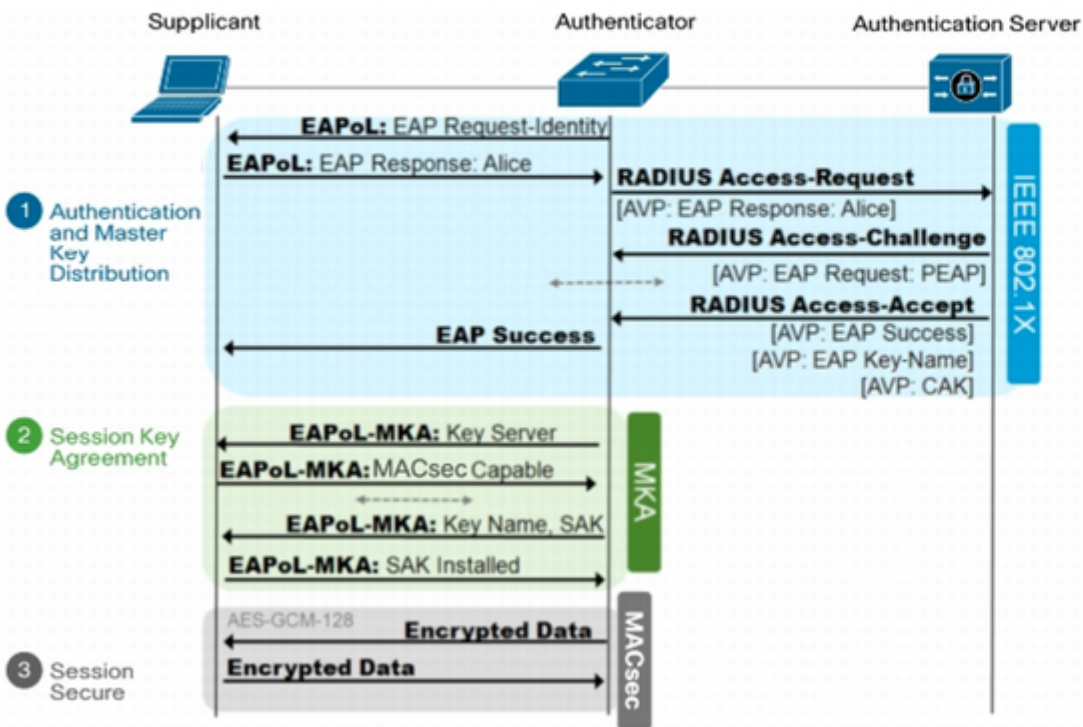 Supplicant
Authenticator
Authentication Server
EAPoL: EAP Request-Identity
EAPoL: EAP Response: Alice
RADIUS Access-Request
[AVP: EAP Response: Alice]
RADIUS Access-Challenge
[AVP: EAP Request: PEAP]
RADIUS Access-Accept
[AVP: EAP Success]
[AVP: EAP Key-Name]
[AVP: CAK]
EAP Success
IEEE 802.1X
1 Authentication
and Master
Key
Distribution
2 Session Key
Agreement
EAPoL-MKA: Key Server
EAPoL-MKA: MACsec Capable
EAPoL-MKA: Key Name, SAK
EAPoL-MKA: SAK Installed
MKA
3 Session
Secure
AES-GCM-128
Encrypted Data
Encrypted Data
MACsec